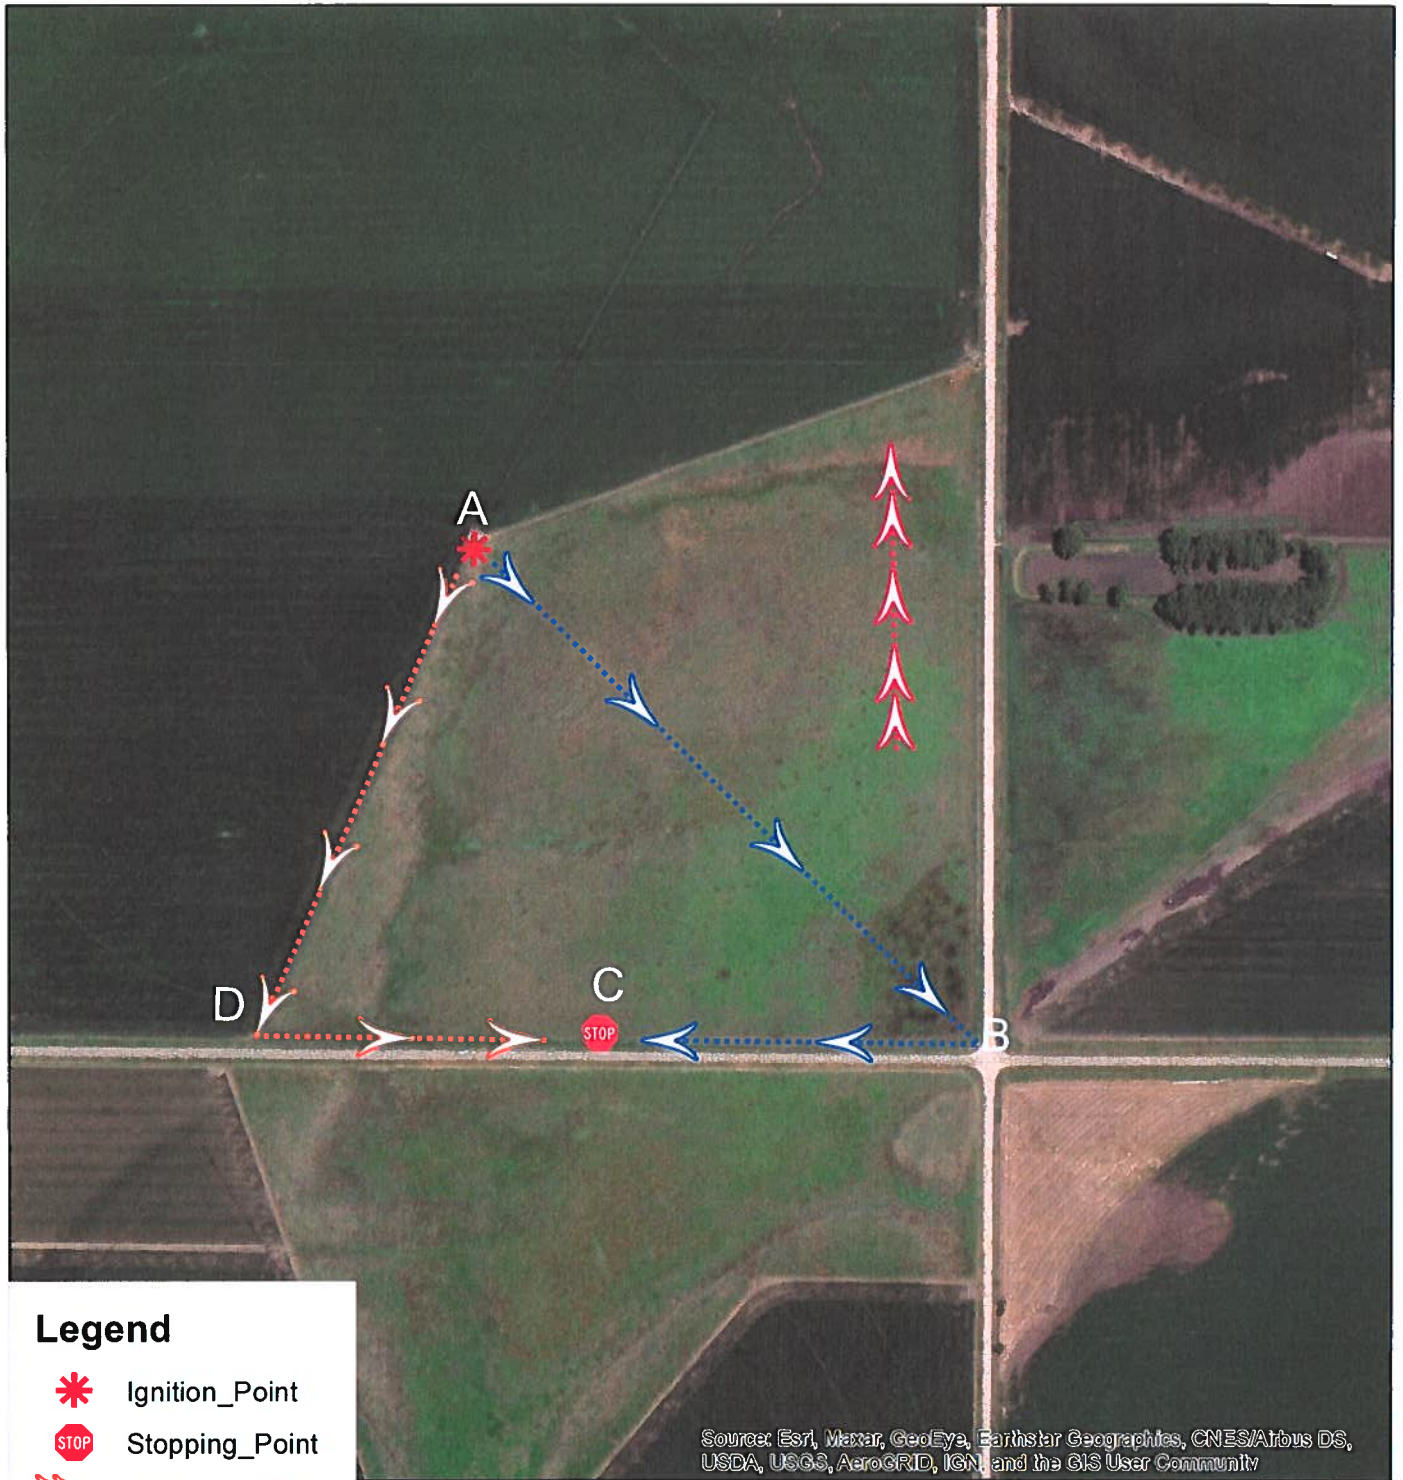 A
D
C
STOP
B
Legend
Ignition_Point
STOP
Stopping_Point
Source: Esri, Maxar, GeoEye, Earthstar Geographics, CNES/Airbus DS,
USDA, USGS, AeroGRID, IGN, and the GIS User Community